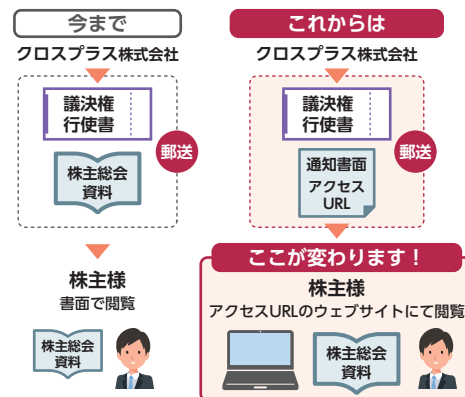 今まで
クロスプラス株式会社
議決権
行使書
郵送
株主総会
資料
株主様
書面で閲覧
株主総会
資料
これからは
クロスプラス株式会社
議決権
行使書
郵送
通知書面
アクセス
URL
ここが変わります！
株主様
アクセスURLのウェブサイトにて閲覧
株主総会
資料